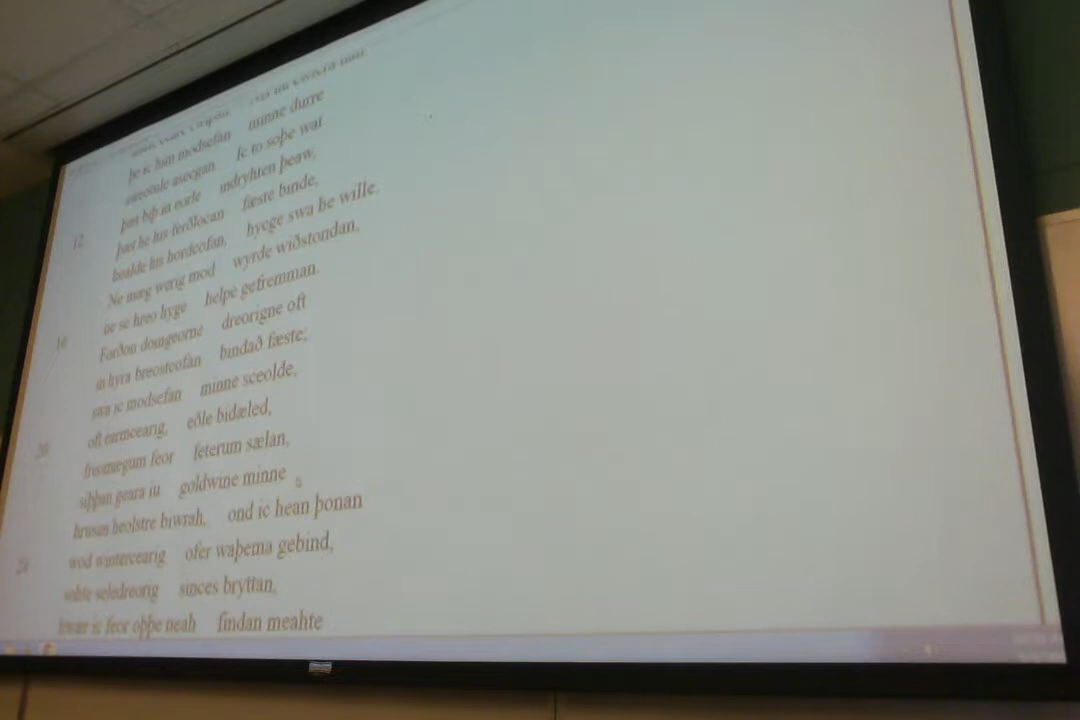 þe ic him modsefan minne durre
sweotule asecgan Ic to soþe wat
þæt biþ in eorle indryhten þeaw,
12 þæt he his ferðlocan fæste binde,
healde his hordcofan, hycge swa he wille.
Ne mæg werig mod wyrde wiðstondan,
ne se hreo hyge helpe gefremman.
16 Forðon domgeorne dreorigne oft
in hyra breostcofan bindað fæste;
swa ic modsefan minne sceolde,
oft earmcearig, eðle bidæled,
20 freomægum feor feterum sælan,
siþþan geara iu goldwine minne
hrusan heolstre biwrah, ond ic hean þonan
wod wintercearig ofer waþema gebind,
24 sohte seledreorig sinces bryttan,
hwær ic feor oþþe neah findan meahte